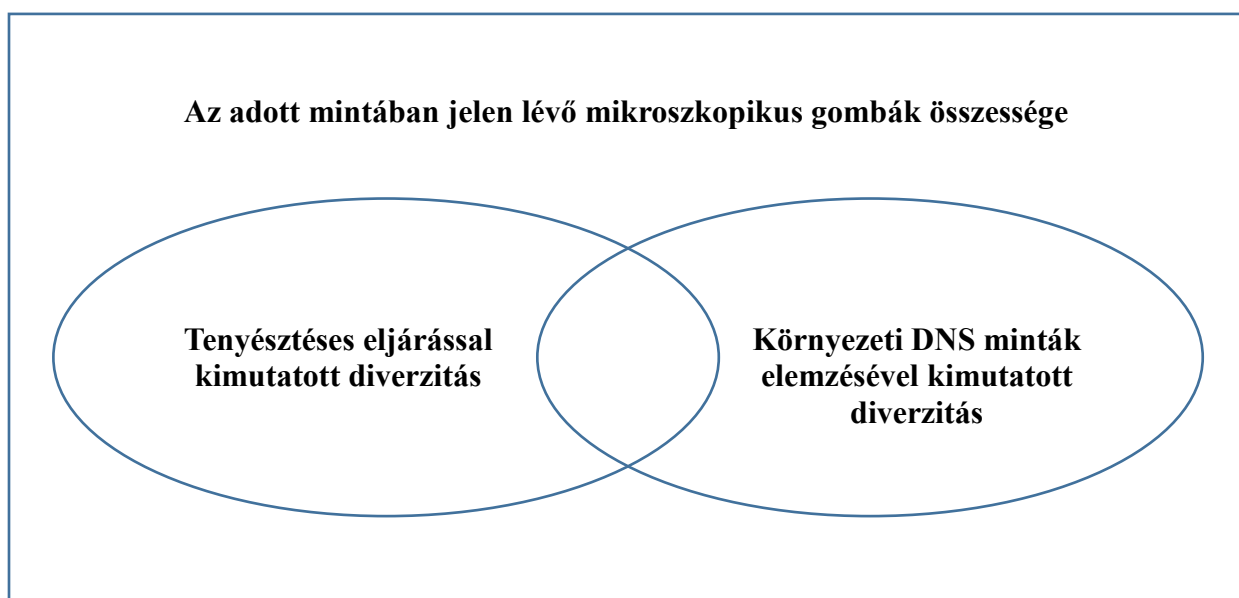 Az adott mintában jelen lévő mikroszkopikus gombák összessége
Tenyésztéses eljárással
kimutatott diverzitás
Környezeti DNS minták
elemzésével kimutatott
diverzitás